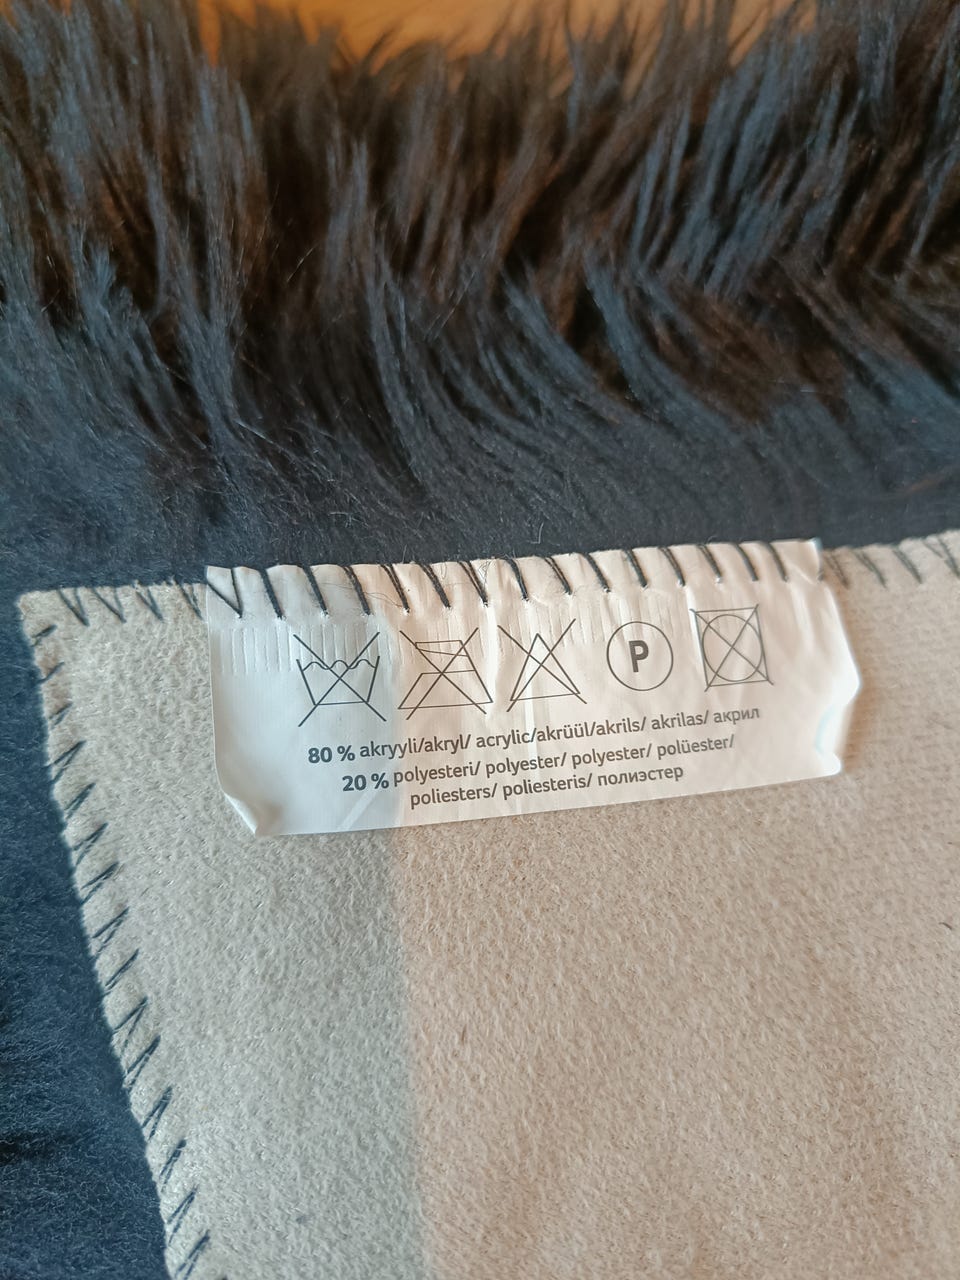 P
80 % akryyli/akryl/ acrylic/akrüül/akrils/ akrilas/ акрил
20 % polyesteri/ polyester/ polyester/ polüester/
poliesters/ poliesteris/ полиэстер